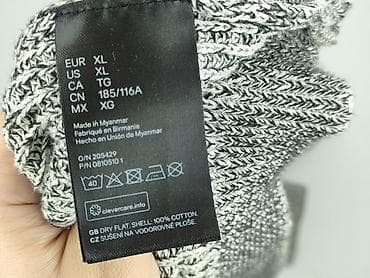 EUR XL
US XL
CA TG
CN 185/116A
MX XG
Made in Myanmar
Fabriqué en Birmanie
Hecho en Unión de Myanmar
O/N 205429
P/N 0810510 1
40
clevercare.info
GB DRY FLAT. SHELL: 100% COTTON.
CZ SUŠENÍ NA VODOROVNÉ PLOŠE.